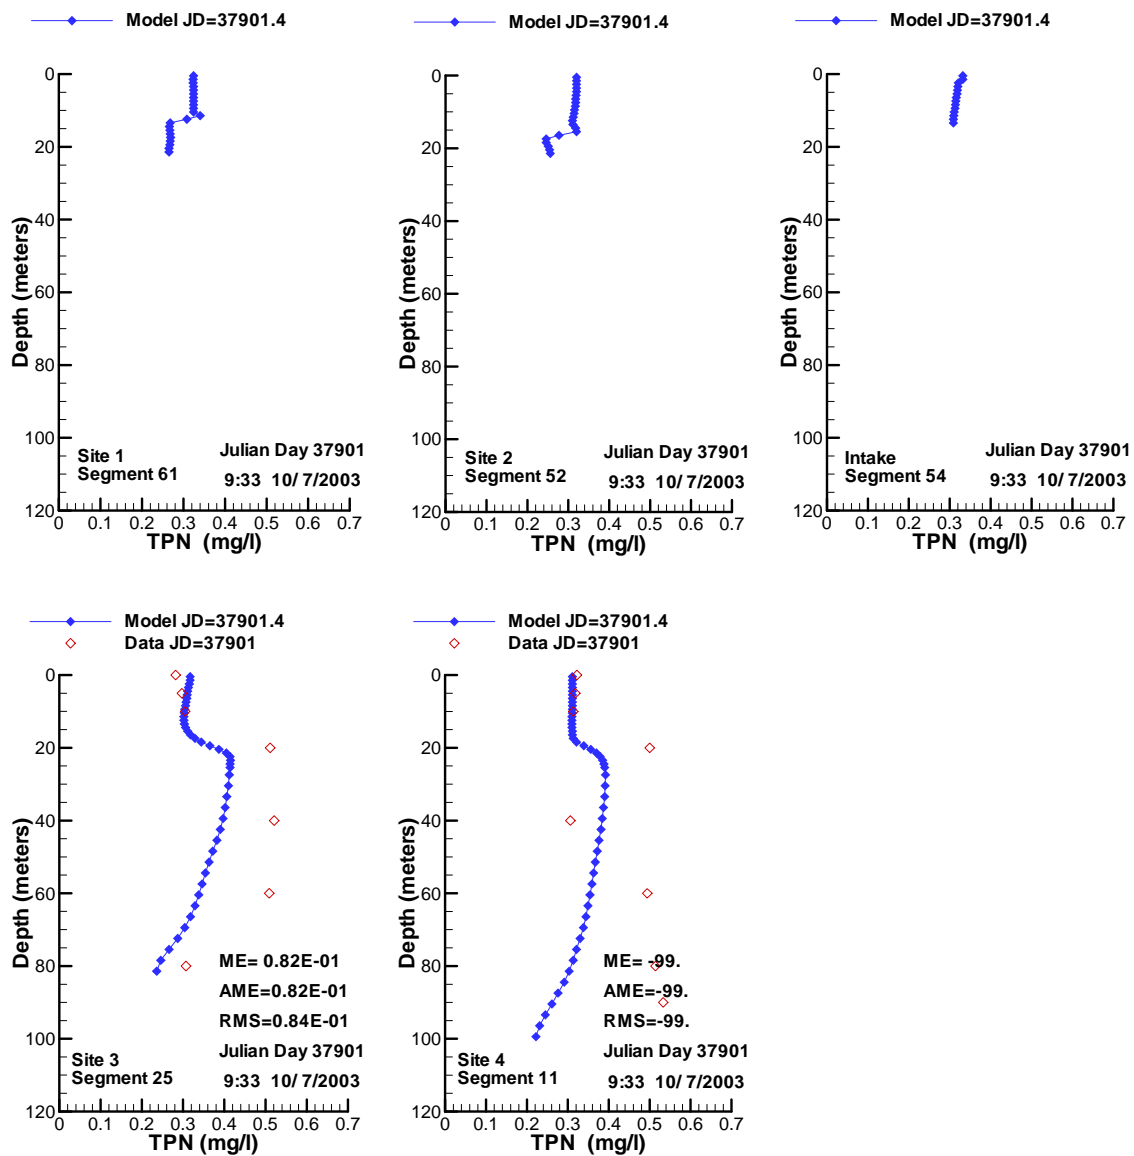 Model JD=37901.4
0
20
40
60
80
100
120
Depth (meters)
Site 1
Segment 61
Julian Day 37901
9:33 10/ 7/2003
0 0.1 0.2 0.3 0.4 0.5 0.6 0.7
TPN (mg/l)
Model JD=37901.4
0
20
40
60
80
100
120
Depth (meters)
Site 2
Segment 52
Julian Day 37901
9:33 10/ 7/2003
0 0.1 0.2 0.3 0.4 0.5 0.6 0.7
TPN (mg/l)
Model JD=37901.4
0
20
40
60
80
100
120
Depth (meters)
Intake
Segment 54
Julian Day 37901
9:33 10/ 7/2003
0 0.1 0.2 0.3 0.4 0.5 0.6 0.7
TPN (mg/l)
Model JD=37901.4
Data JD=37901
0
20
40
60
80
100
120
Depth (meters)
ME= 0.82E-01
AME=0.82E-01
RMS=0.84E-01
Site 3
Segment 25
Julian Day 37901
9:33 10/ 7/2003
0 0.1 0.2 0.3 0.4 0.5 0.6 0.7
TPN (mg/l)
Model JD=37901.4
Data JD=37901
0
20
40
60
80
100
120
Depth (meters)
ME= -99.
AME=-99.
RMS=-99.
Site 4
Segment 11
Julian Day 37901
9:33 10/ 7/2003
0 0.1 0.2 0.3 0.4 0.5 0.6 0.7
TPN (mg/l)